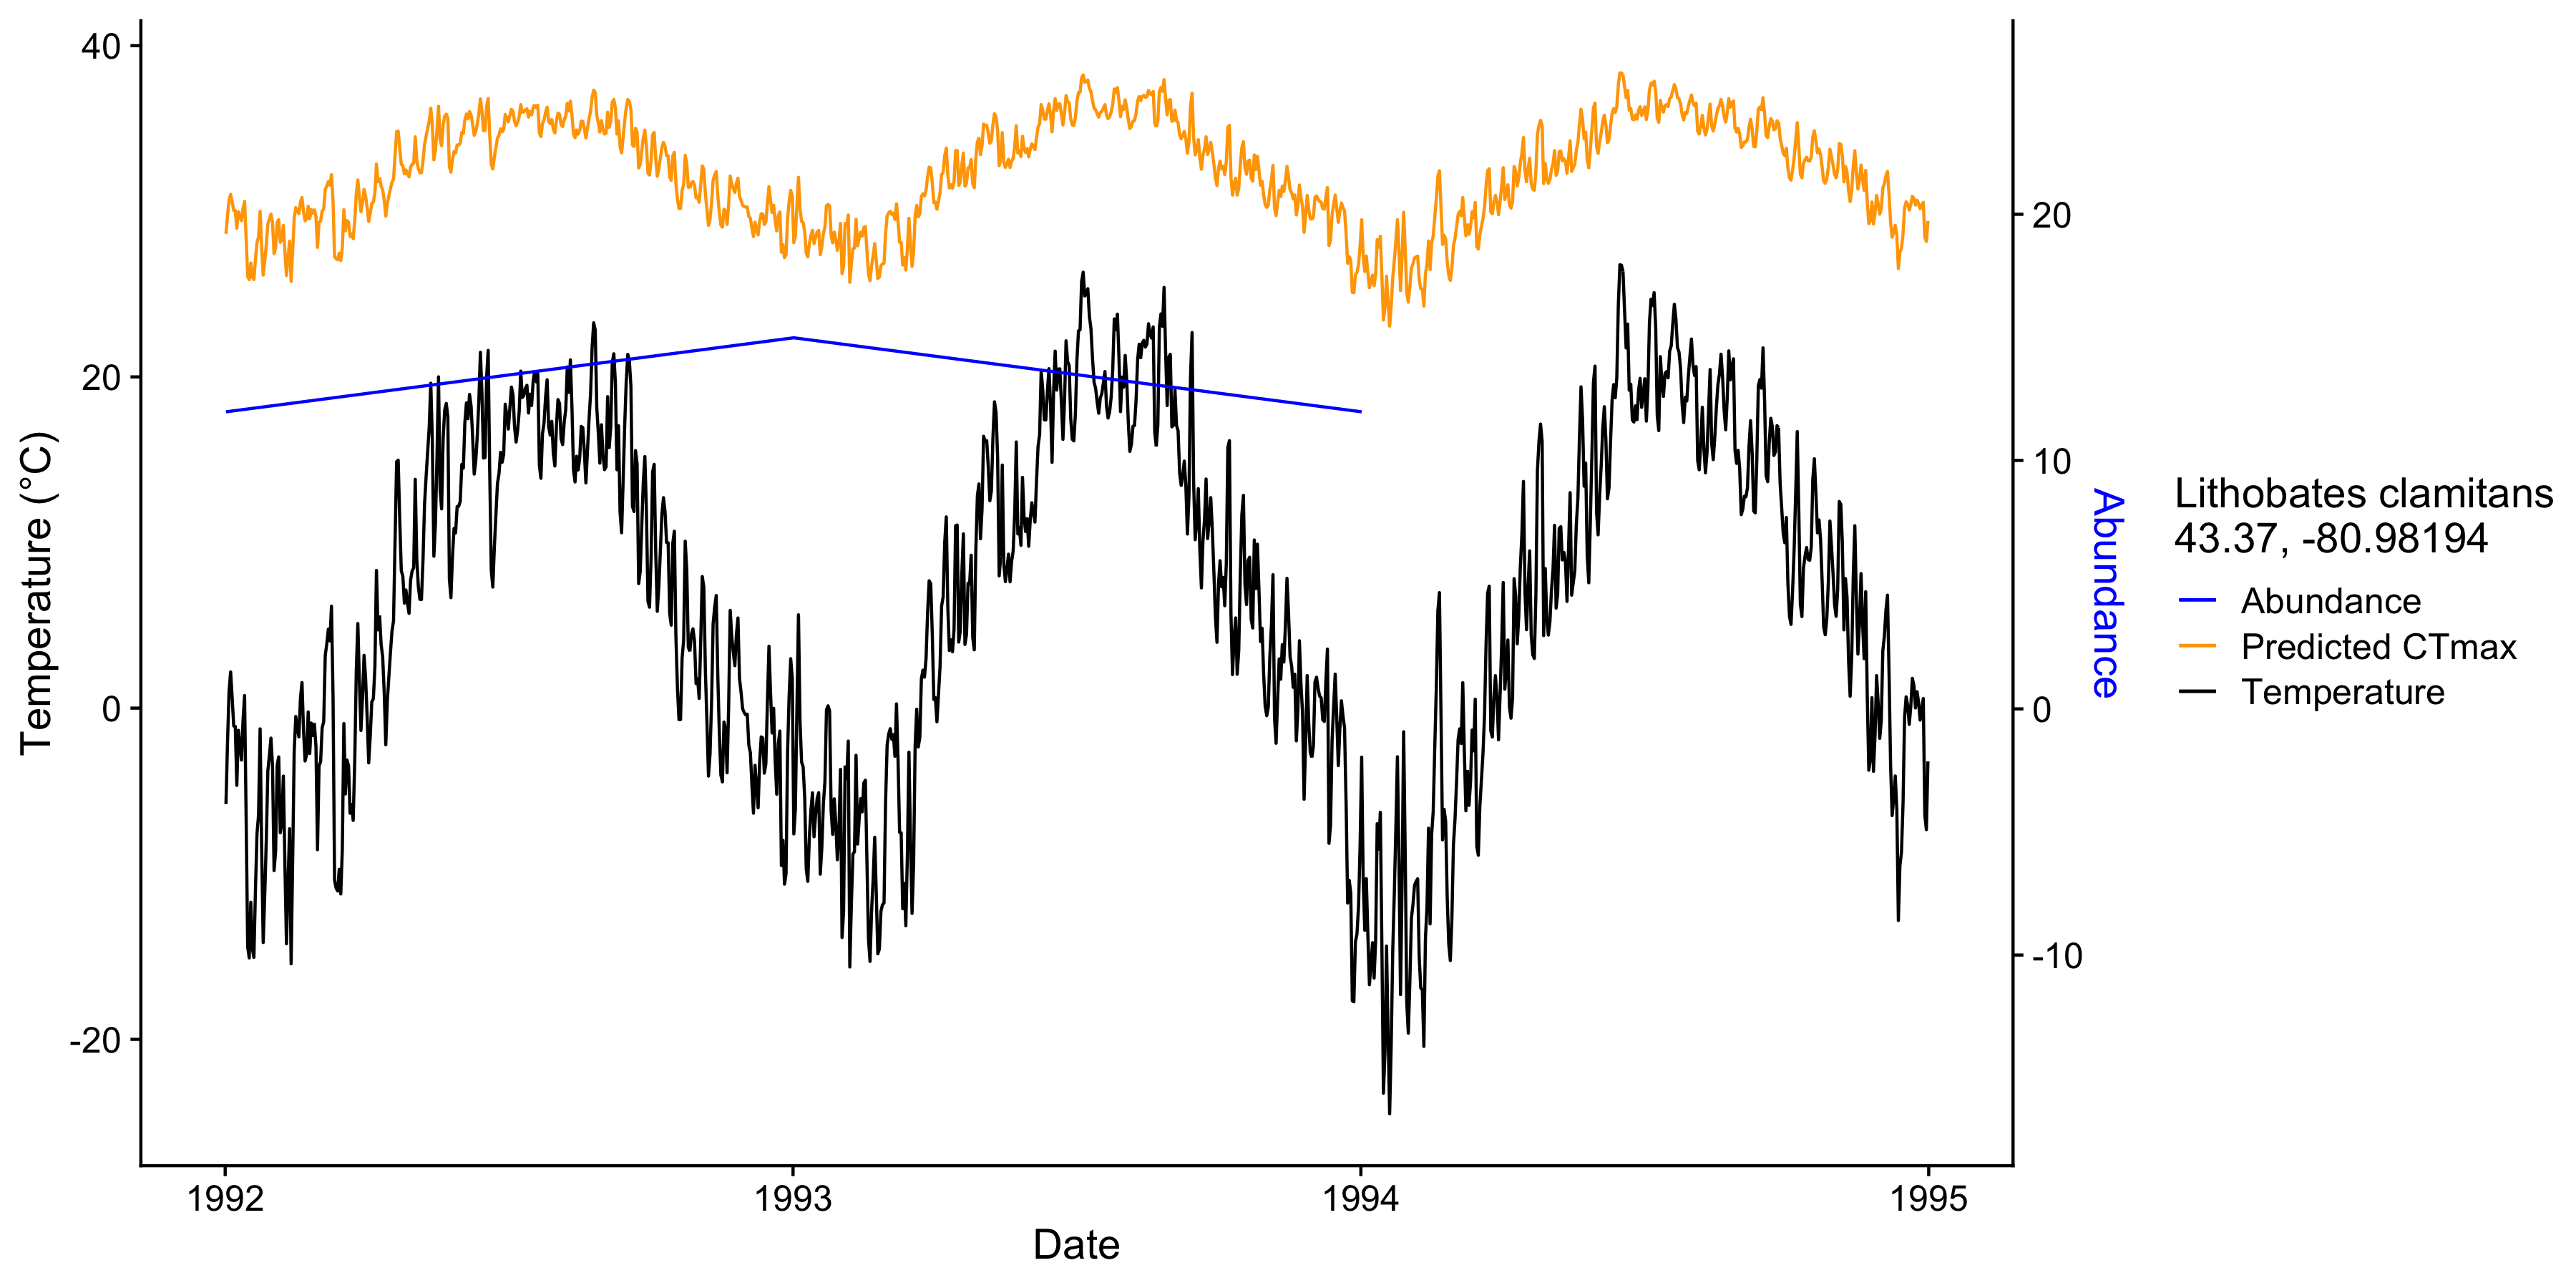 40
20
0
-20
Temperature (°C)
1992
1993
1994
1995
Date
20
10
0
-10
Abundance
Lithobates clamitans
43.37, -80.98194
Abundance
Predicted CTmax
Temperature